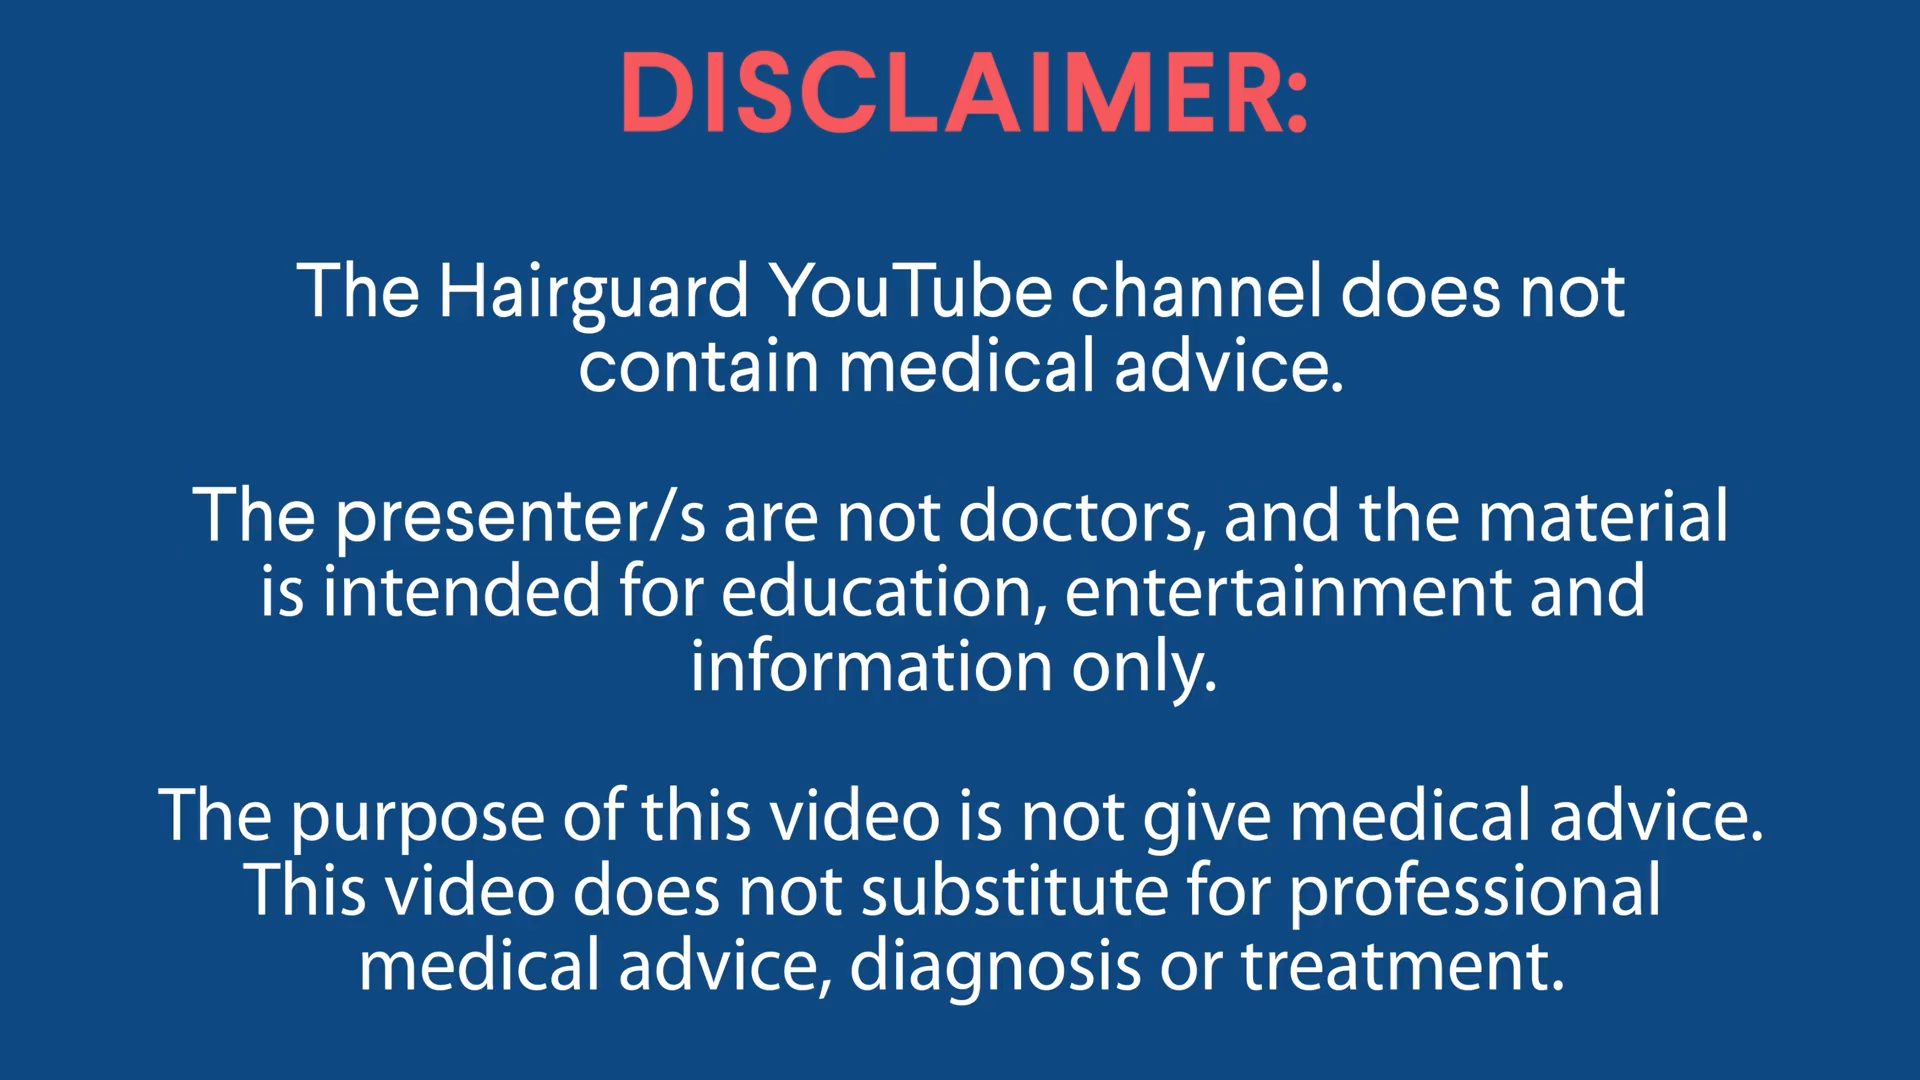 DISCLAIMER:
The Hairguard YouTube channel does not
contain medical advice.
The presenter/s are not doctors, and the material
is intended for education, entertainment and
information only.
The purpose of this video is not give medical advice.
This video does not substitute for professional
medical advice, diagnosis or treatment.